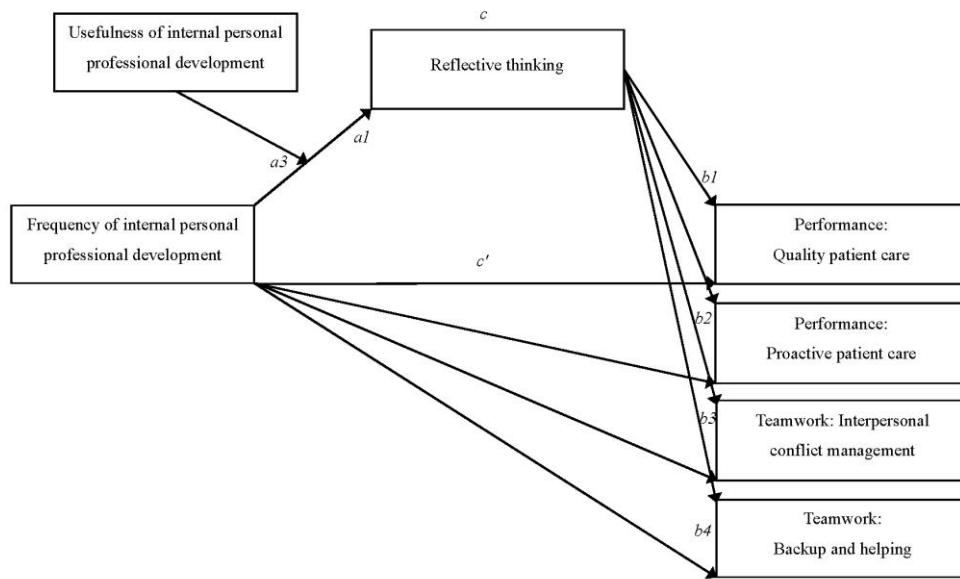 c
Usefulness of internal personal
professional development
Reflective thinking
a1
a3
b1
Frequency of internal personal
professional development
Performance:
Quality patient care
c'
b2
Performance:
Proactive patient care
b3
Teamwork: Interpersonal
conflict management
b4
Teamwork:
Backup and helping